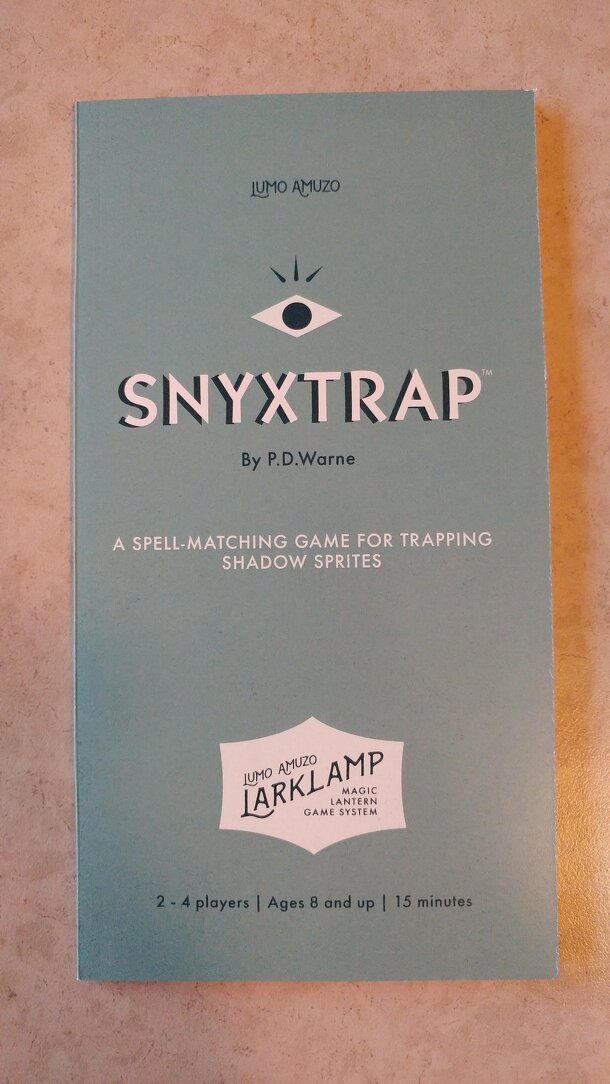 LUMO AMUZO
SNYXTRAP™
By P.D.Warne
A SPELL-MATCHING GAME FOR TRAPPING
SHADOW SPRITES
LUMO AMUZO
LARKLAMP
MAGIC
LANTERN
GAME SYSTEM
2 - 4 players | Ages 8 and up | 15 minutes